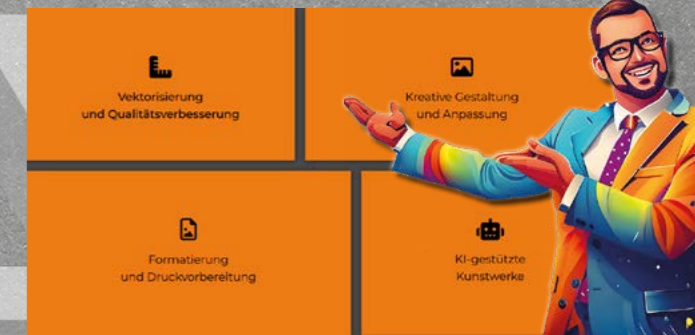 Vektorisierung
und Qualitätsverbesserung
Kreative Gestaltung
und Anpassung
Formatierung
und Druckvorbereitung
KI-gestützte
Kunstwerke